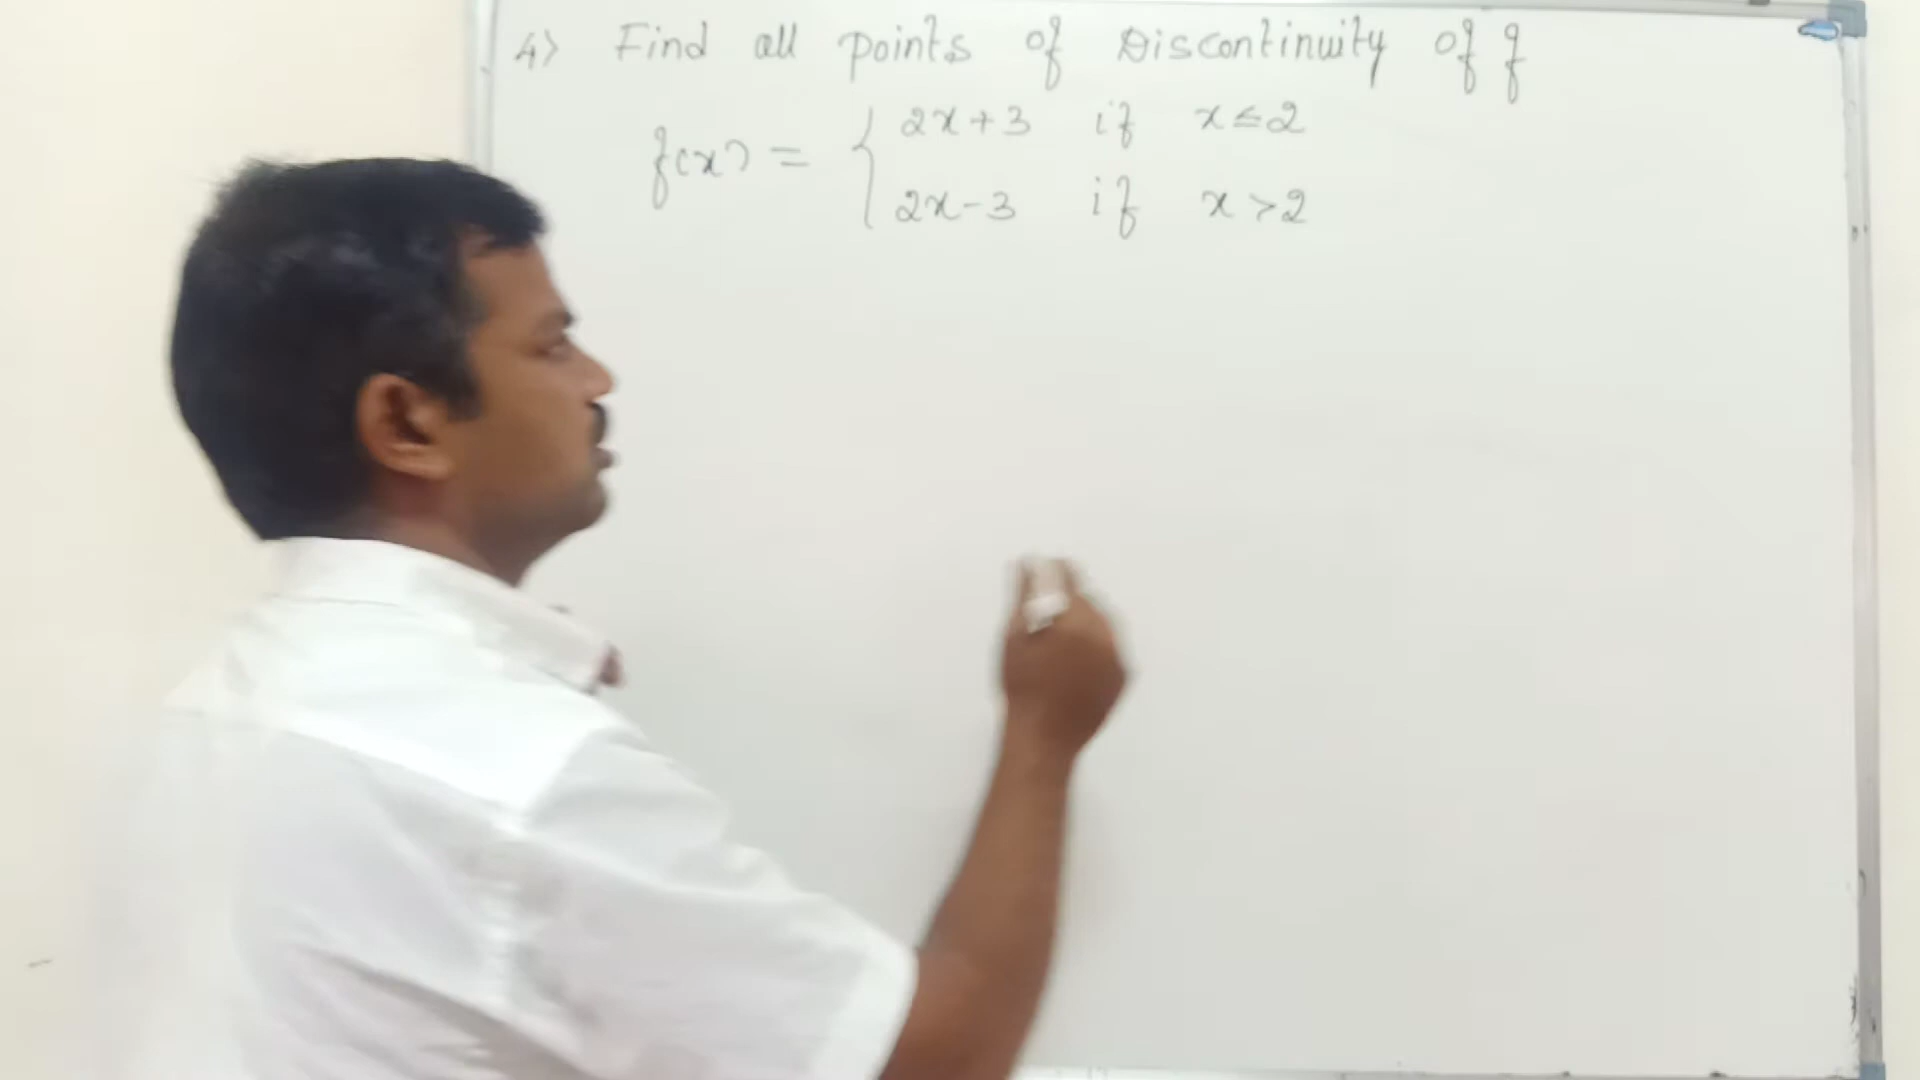 4) Find all points of Discontinuity of f
f(x) = { 2x+3 if x≤2
2x-3 if x>2